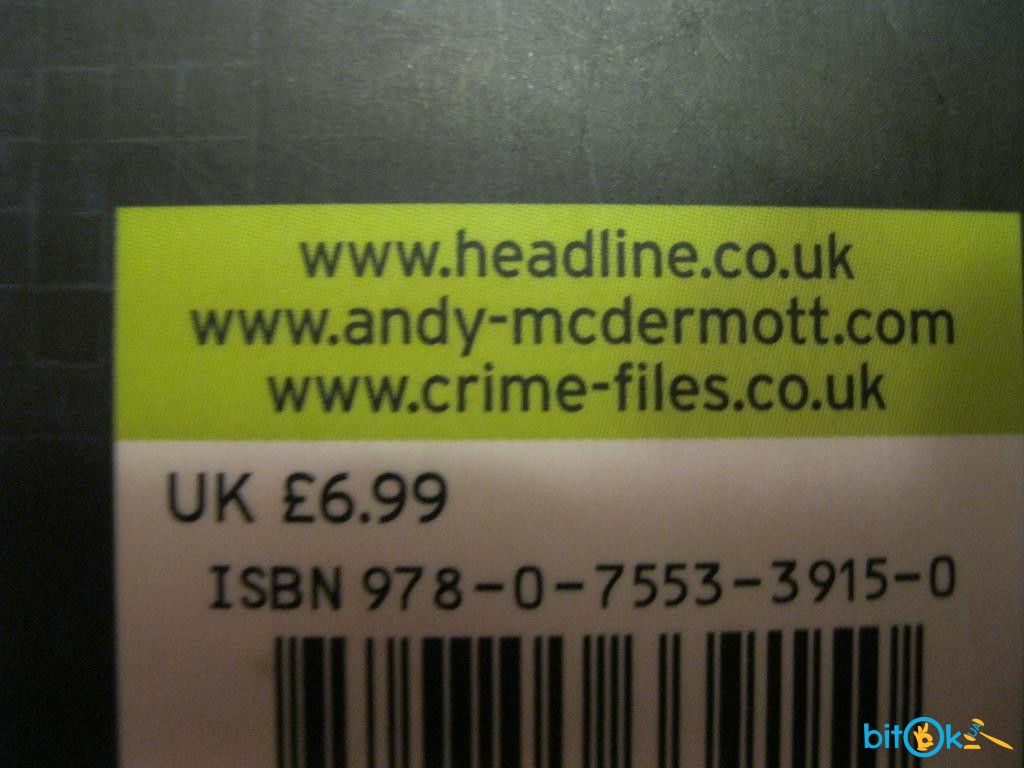 www.headline.co.uk
www.andy-mcdermott.com
www.crime-files.co.uk
UK £6.99
ISBN 978-0-7553-3915-0
bitOk UA